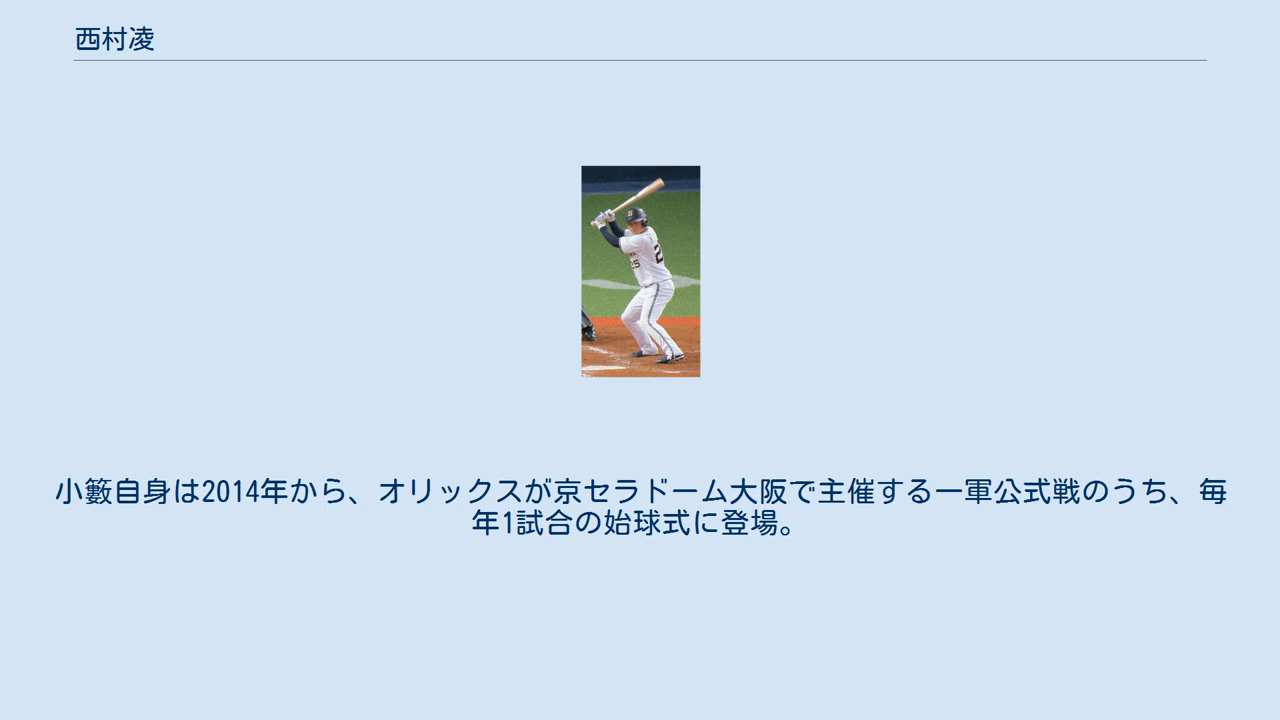 西村凌
小籔自身は2014年から、オリックスが京セラドーム大阪で主催する一軍公式戦のうち、毎
年1試合の始球式に登場。